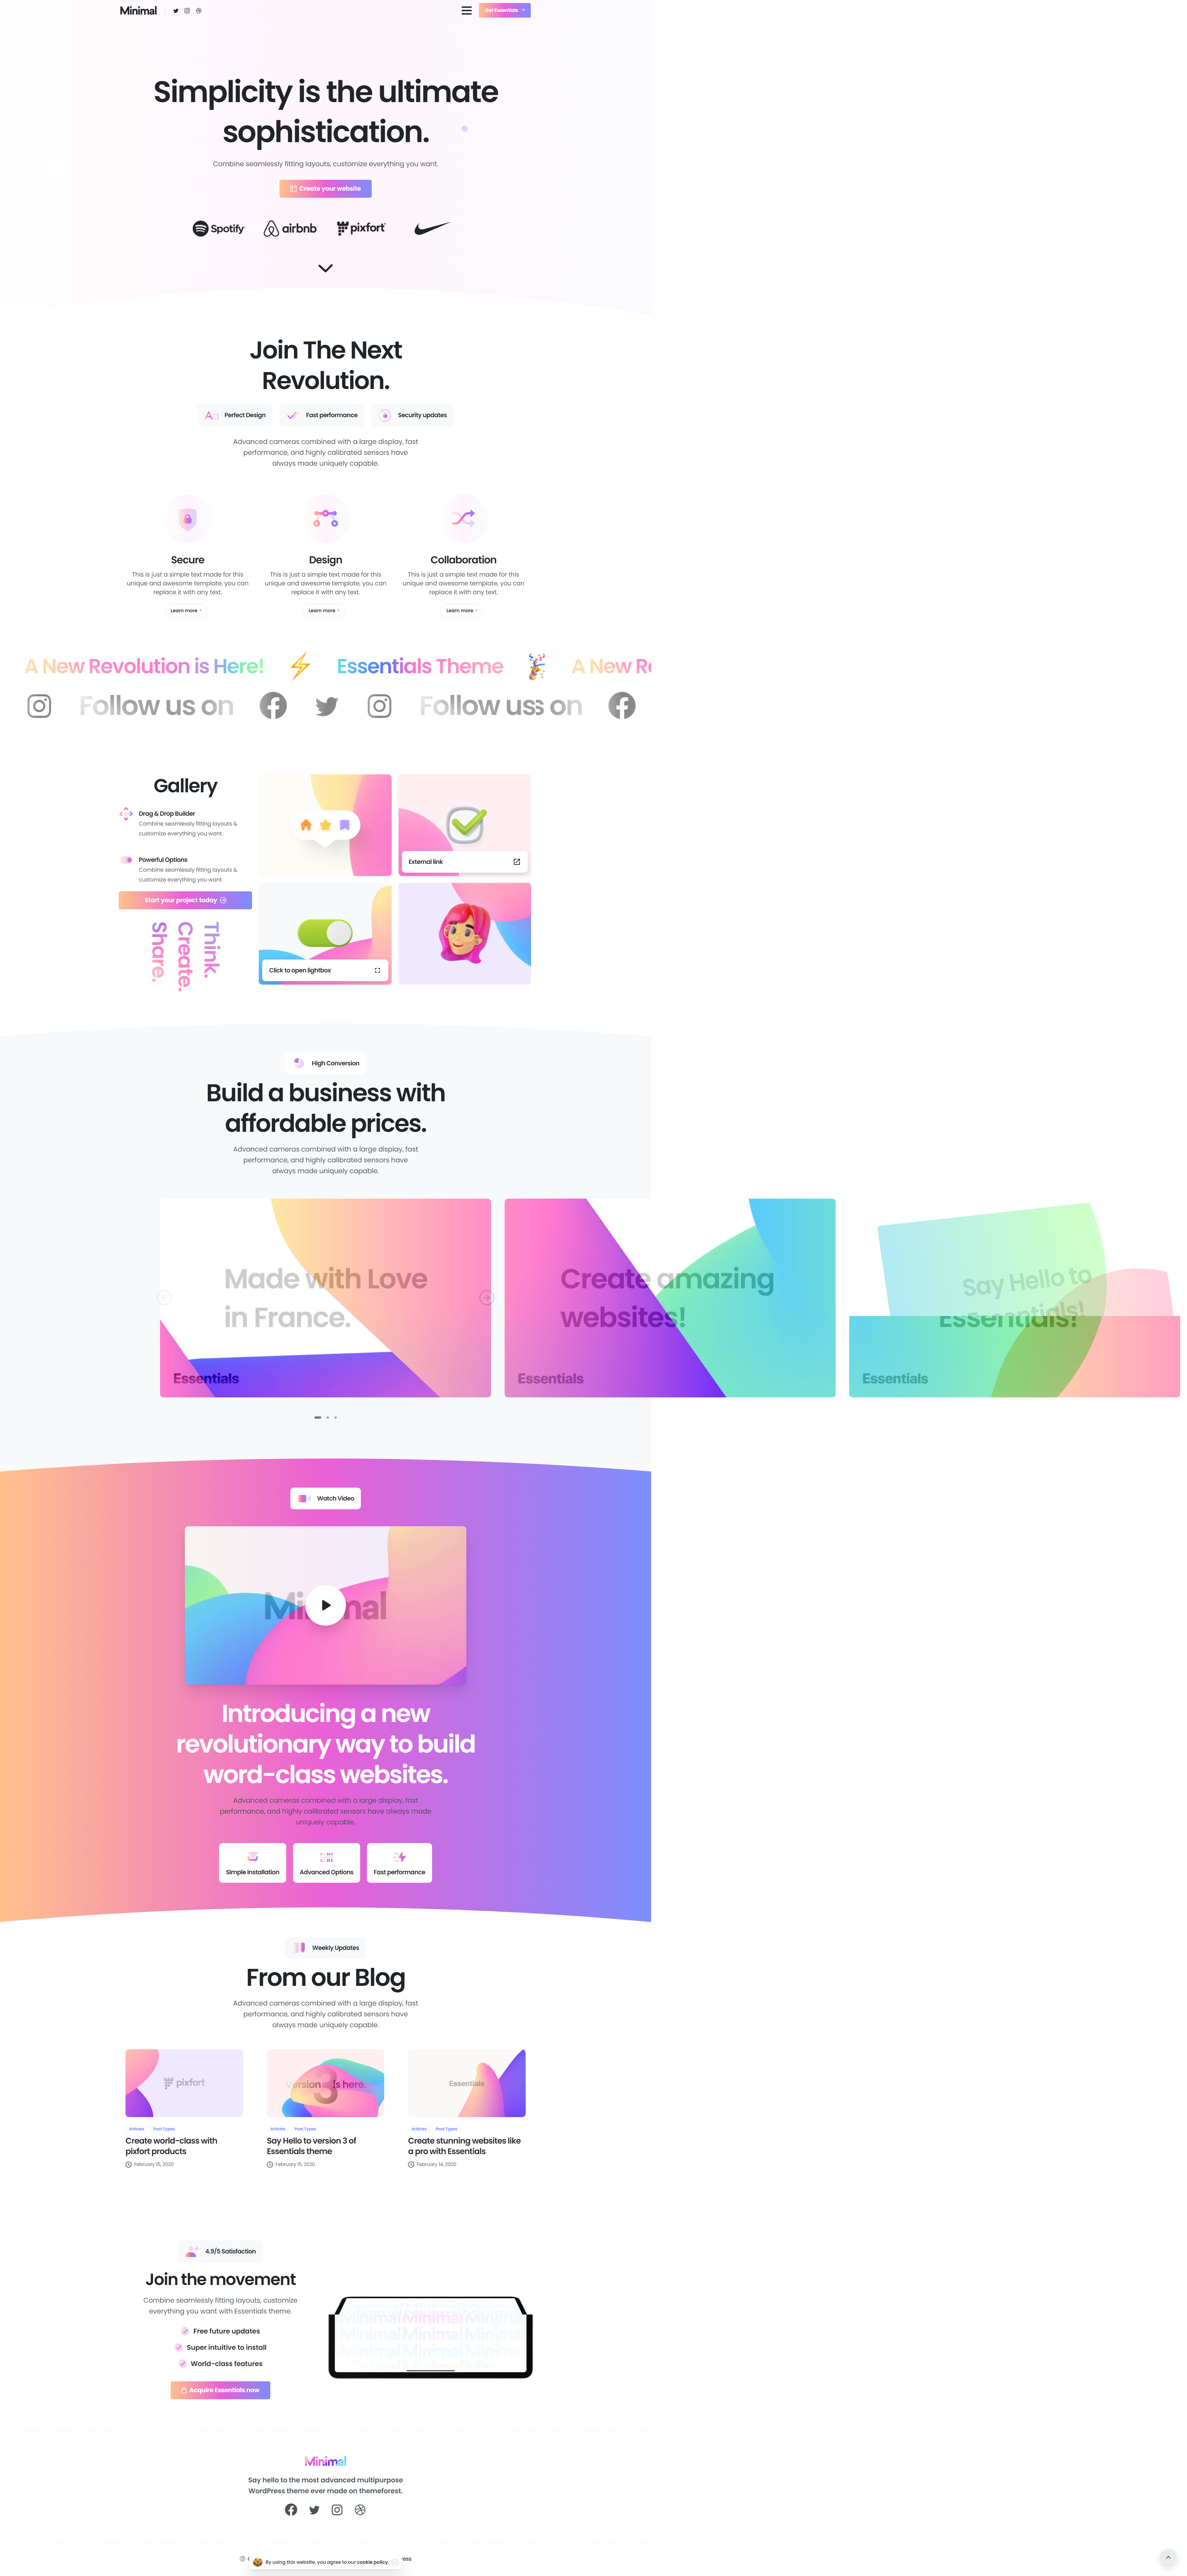 Minimal
Get Essentials
Simplicity is the ultimate
sophistication.
Combine seamlessly fitting layouts, customize everything you want.
Create your website
Spotify
airbnb
pixfort
Join The Next
Revolution.
Perfect Design
Fast performance
Security updates
Advanced cameras combined with a large display, fast
performance, and highly calibrated sensors have
always made uniquely capable.
Secure
This is just a simple text made for this
unique and awesome template, you can
replace it with any text.
Learn more
Design
This is just a simple text made for this
unique and awesome template, you can
replace it with any text.
Learn more
Collaboration
This is just a simple text made for this
unique and awesome template, you can
replace it with any text.
Learn more
A New Revolution is Here! Essentials Theme A New Re
Follow us on Follow uss on
Gallery
Drag & Drop Builder
Combine seamlessly fitting layouts &
customize everything you want.
Powerful Options
Combine seamlessly fitting layouts &
customize everything you want.
Start your project today
Think.
Create.
Share.
External link
Click to open lightbox
High Conversion
Build a business with
affordable prices.
Advanced cameras combined with a large display, fast
performance, and highly calibrated sensors have
always made uniquely capable.
Made with Love
in France.
Essentials
Create amazing
websites!
Essentials
Say Hello to
Essentials!
Essentials
Watch Video
Introducing a new
revolutionary way to build
word-class websites.
Advanced cameras combined with a large display, fast
performance, and highly calibrated sensors have always made
uniquely capable.
Simple Installation
Advanced Options
Fast performance
Weekly Updates
From our Blog
Advanced cameras combined with a large display, fast
performance, and highly calibrated sensors have
always made uniquely capable.
pixfort
Articles Post Types
Create world-class with
pixfort products
February 15, 2020
Version 3 is here.
Articles Post Types
Say Hello to version 3 of
Essentials theme
February 15, 2020
Essentials
Articles Post Types
Create stunning websites like
a pro with Essentials
February 14, 2020
4.9/5 Satisfaction
Join the movement
Combine seamlessly fitting layouts, customize
everything you want with Essentials theme.
Free future updates
Super intuitive to install
World-class features
Acquire Essentials now
Minimal Minimal Minimal
Minimal Minimal Minimal
Minimal
Say hello to the most advanced multipurpose
WordPress theme ever made on themeforest.
By using this website, you agree to our cookie policy.